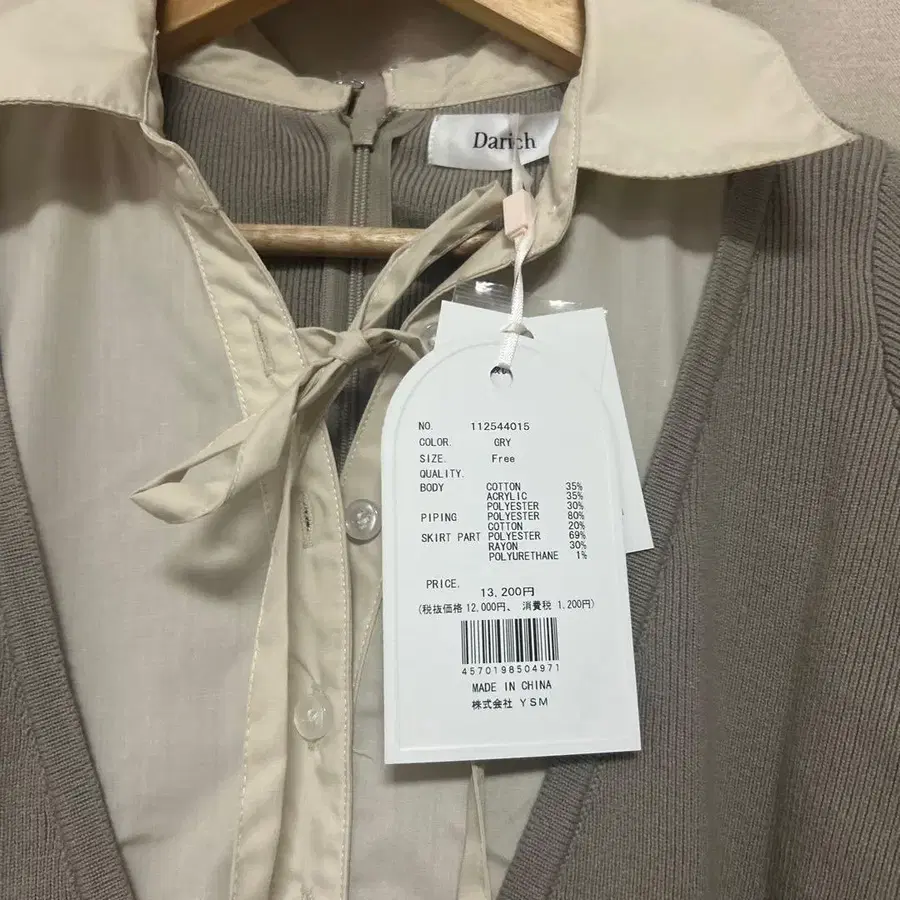 Darich
NO. 112544015
COLOR. GRY
SIZE. Free
QUALITY.
BODY COTTON 35%
ACRYLIC 35%
POLYESTER 30%
PIPING POLYESTER 80%
COTTON 20%
SKIRT PART POLYESTER 69%
RAYON 30%
POLYURETHANE 1%
PRICE. 13,200円
(税抜価格 12,000円、 消費税 1,200円)
4570198504971
MADE IN CHINA
株式会社 YSM